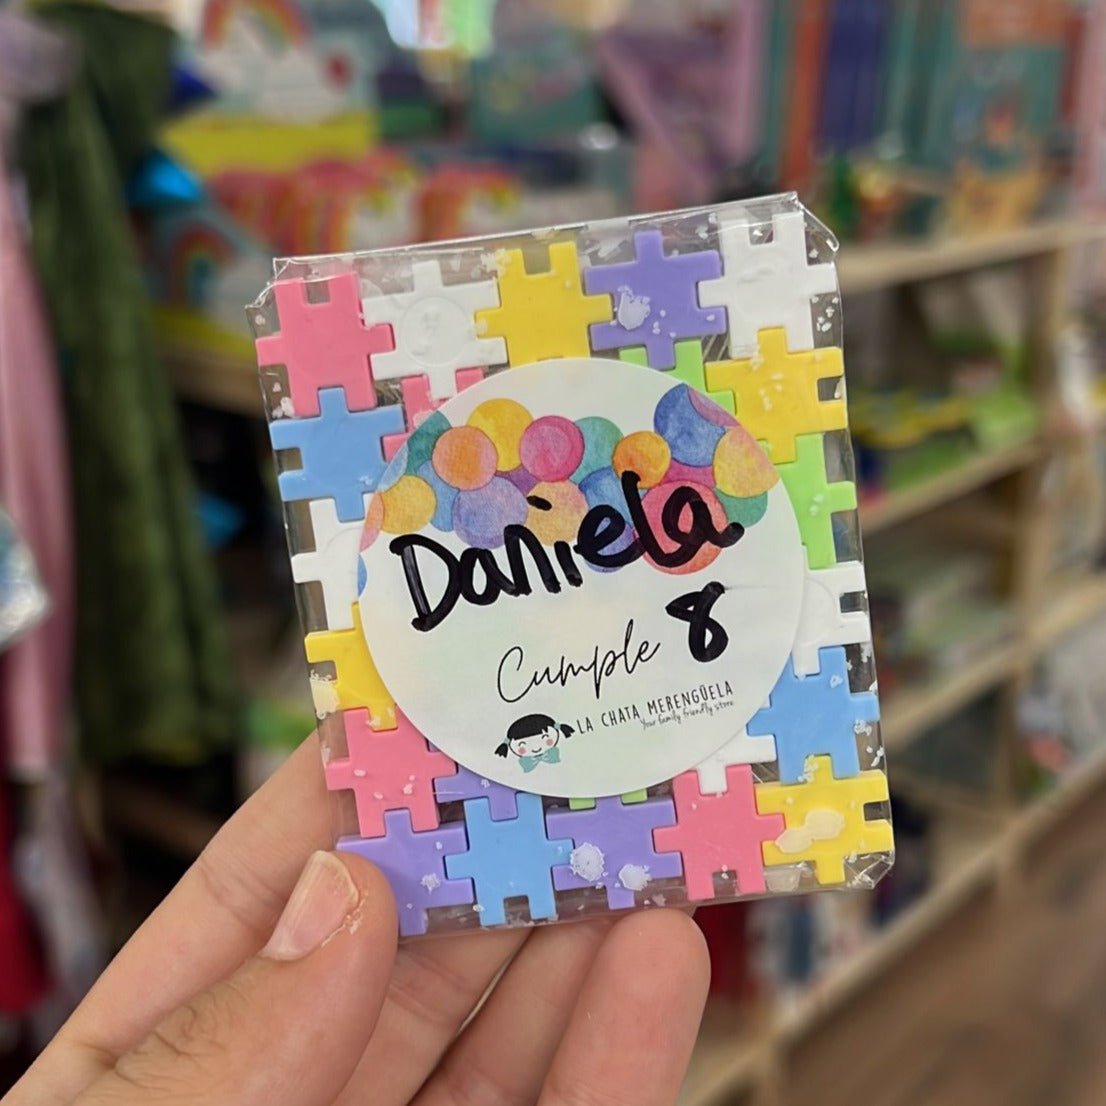 Daniela
Cumple 8
LA CHATA MERENGÜELA
Your family friendly store